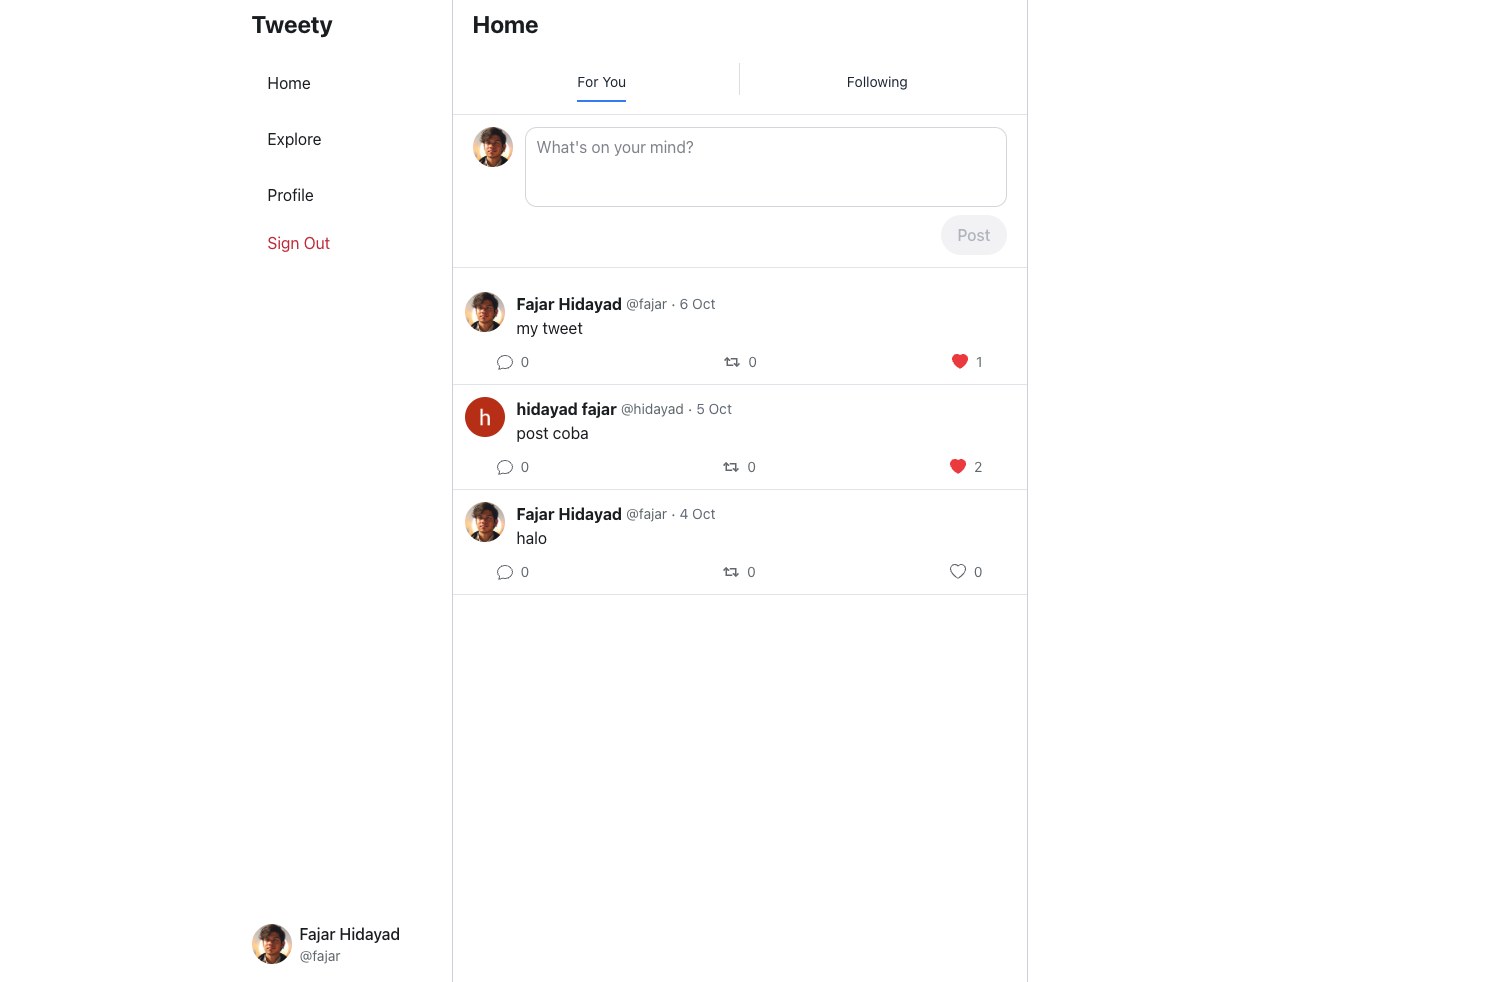 Tweety
Home
Explore
Profile
Sign Out
Fajar Hidayad
@fajar
Home
For You
Following
What's on your mind?
Post
Fajar Hidayad @fajar · 6 Oct
my tweet
0 0 1
h
hidayad fajar @hidayad · 5 Oct
post coba
0 0 2
Fajar Hidayad @fajar · 4 Oct
halo
0 0 0